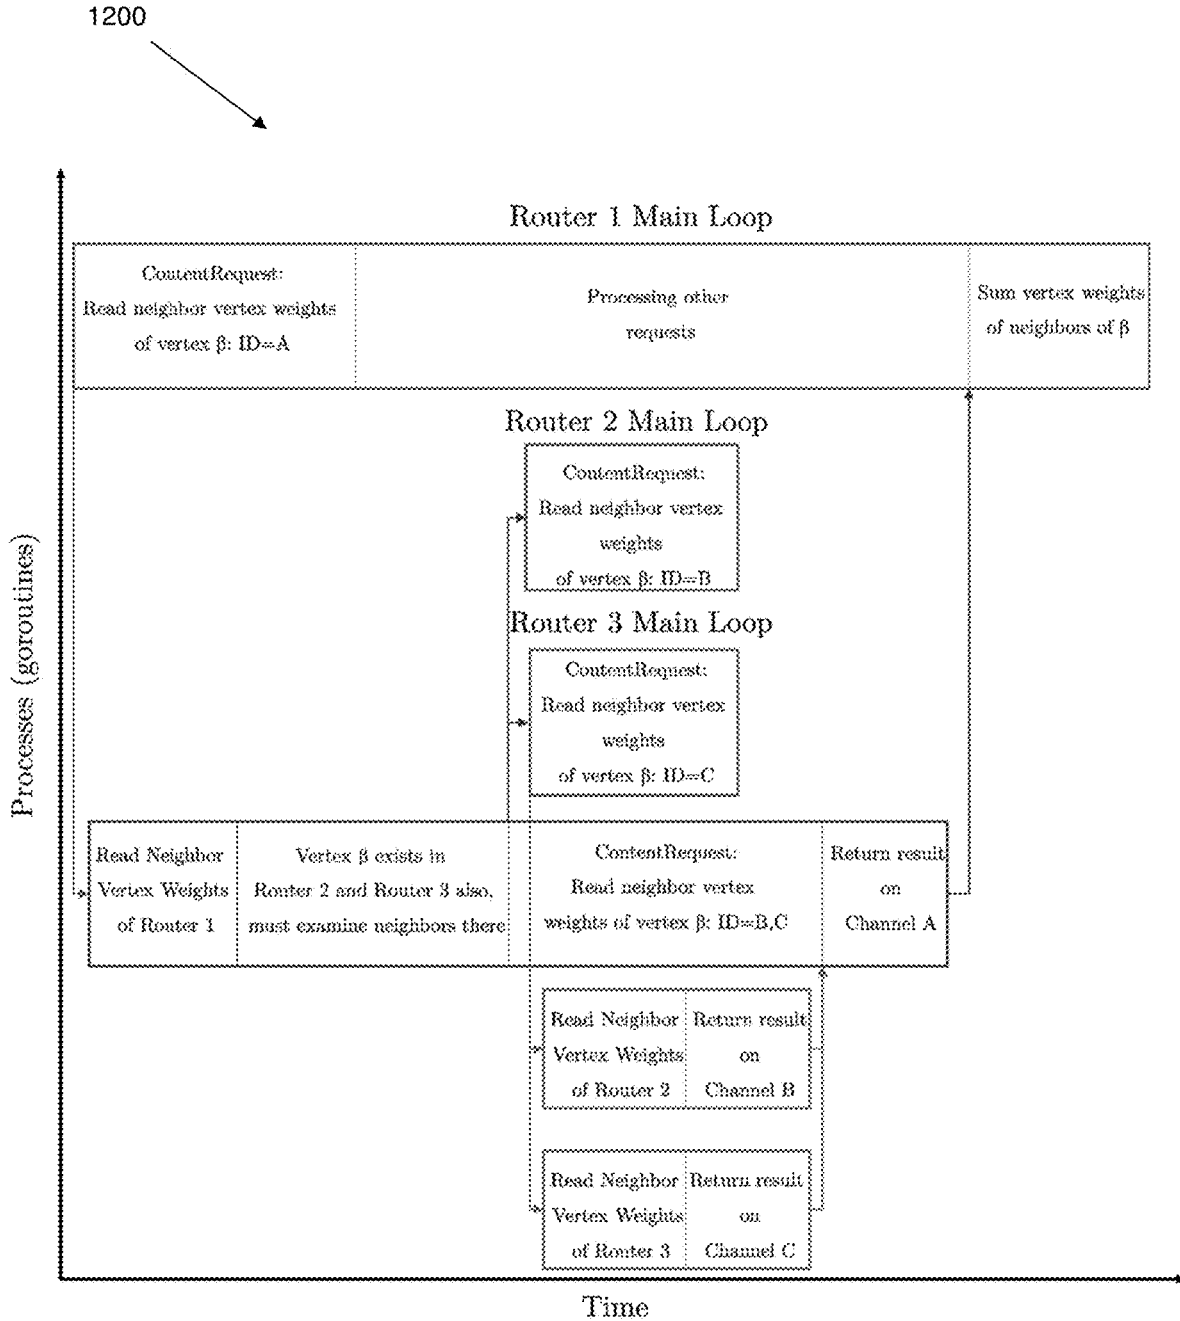 1200
Router 1 Main Loop
ContentRequest:
Read neighbor vertex weights
of vertex β: ID=A
Processing other
requests
Sum vertex weights
of neighbors of β
Router 2 Main Loop
ContentRequest:
Read neighbor vertex
weights
of vertex β: ID=B
Router 3 Main Loop
ContentRequest:
Read neighbor vertex
weights
of vertex β: ID=C
Processes (goroutines)
Read Neighbor
Vertex Weights
of Router 1
Vertex β exists in
Router 2 and Router 3 also,
must examine neighbors there
ContentRequest:
Read neighbor vertex
weights of vertex β: ID=B,C
Return result
on
Channel A
Read Neighbor
Vertex Weights
of Router 2
Return result
on
Channel B
Read Neighbor
Vertex Weights
of Router 3
Return result
on
Channel C
Time